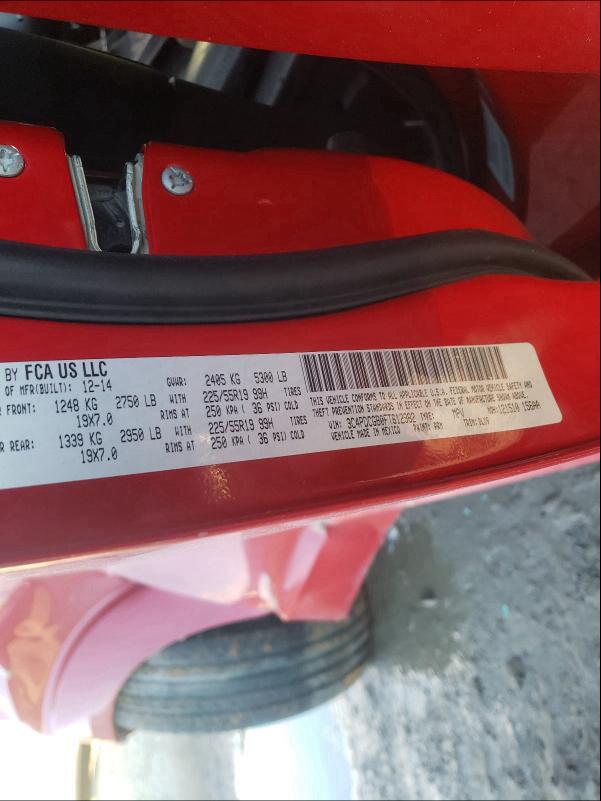 BY FCA US LLC
OF MFR(BUILT): 12-14 GVWR: 2405 KG 5300 LB
FRONT: 1248 KG 2750 LB WITH 225/55R19 99H TIRES
19X7.0 RIMS AT 250 KPA ( 36 PSI) COLD
REAR: 1339 KG 2950 LB WITH 225/55R19 99H TIRES
19X7.0 RIMS AT 250 KPA ( 36 PSI) COLD
THIS VEHICLE CONFORMS TO ALL APPLICABLE U.S.A. FEDERAL MOTOR VEHICLE SAFETY AND
THEFT PREVENTION STANDARDS IN EFFECT ON THE DATE OF MANUFACTURE SHOWN ABOVE.
VIN: TYPE: MPV MDH:
VEHICLE MADE IN MEXICO PAINT: TRIM: